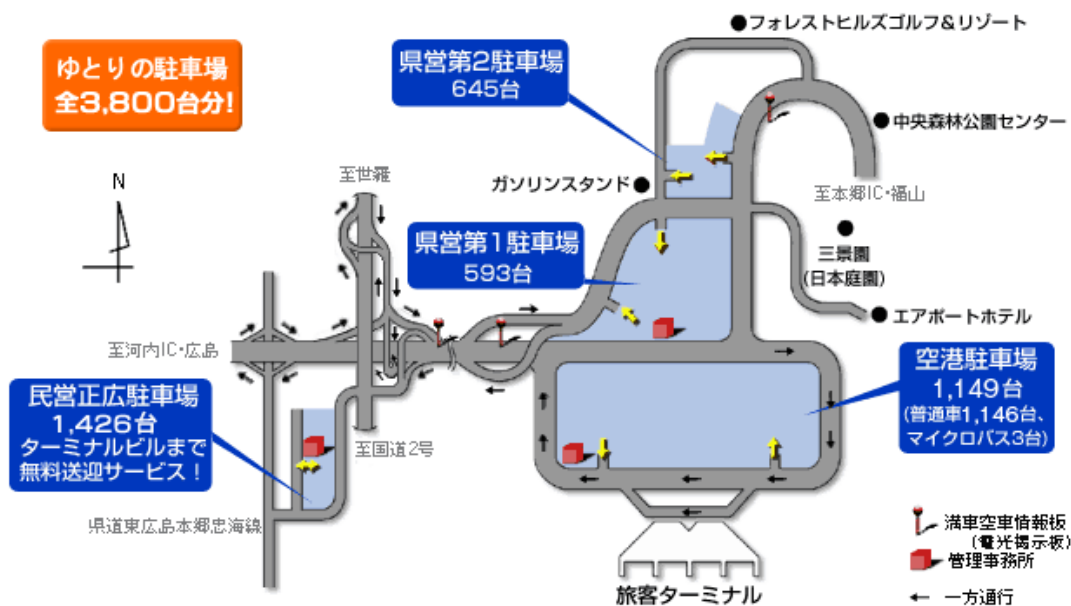 ゆとりの駐車場
全3,800台分!
県営第2駐車場
645台
フォレストヒルズゴルフ&リゾート
中央森林公園センター
N
至世羅
ガソリンスタンド
至本郷IC・福山
県営第1駐車場
593台
三景園
(日本庭園)
エアポートホテル
至河内IC・広島
空港駐車場
1,149台
(普通車1,146台、
マイクロバス3台)
民営正広駐車場
1,426台
ターミナルビルまで
無料送迎サービス!
至国道2号
県道東広島本郷忠海線
旅客ターミナル
満車空車情報板
(電光掲示板)
管理事務所
一方通行